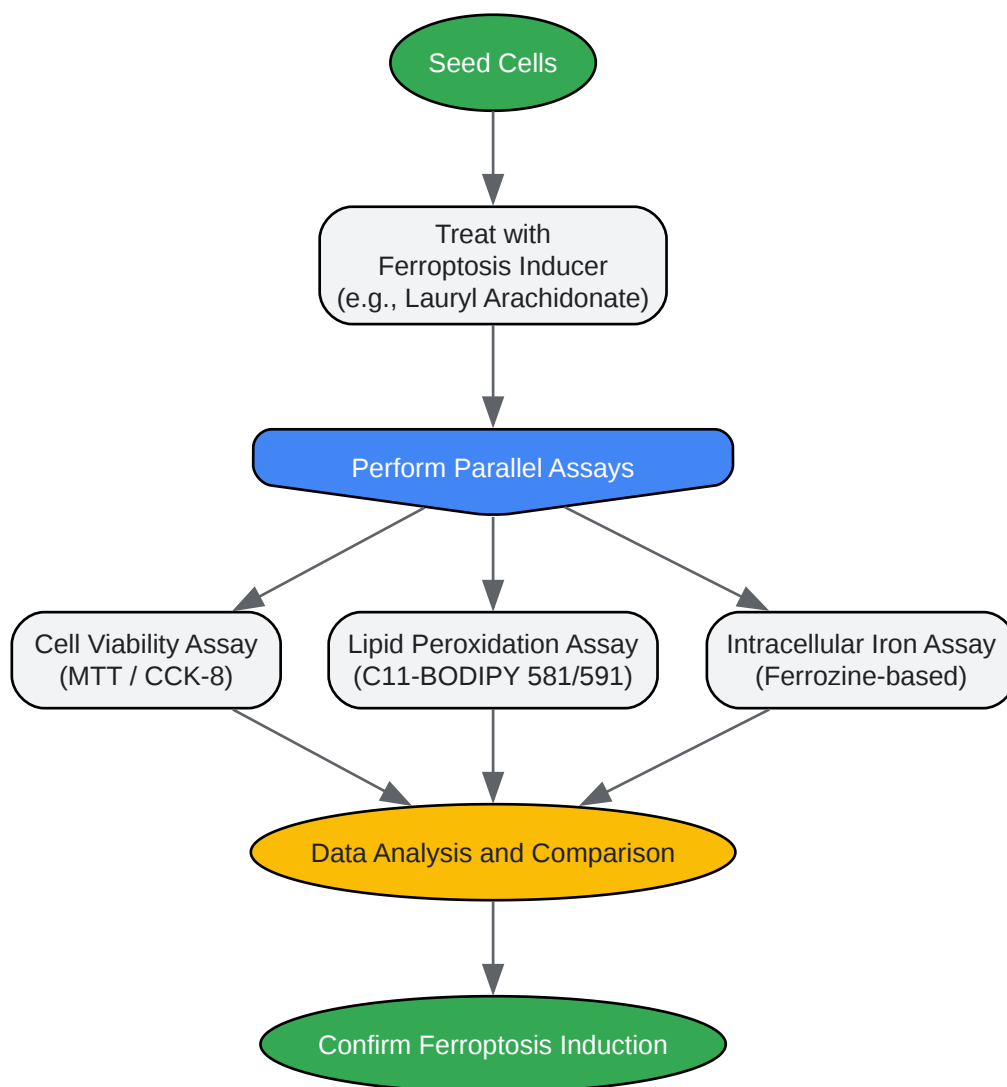 Seed Cells
Treat with
Ferroptosis Inducer
(e.g., Lauryl Arachidonate)
Perform Parallel Assays
Cell Viability Assay
(MTT / CCK-8)
Lipid Peroxidation Assay
(C11-BODIPY 581/591)
Intracellular Iron Assay
(Ferrozine-based)
Data Analysis and Comparison
Confirm Ferroptosis Induction